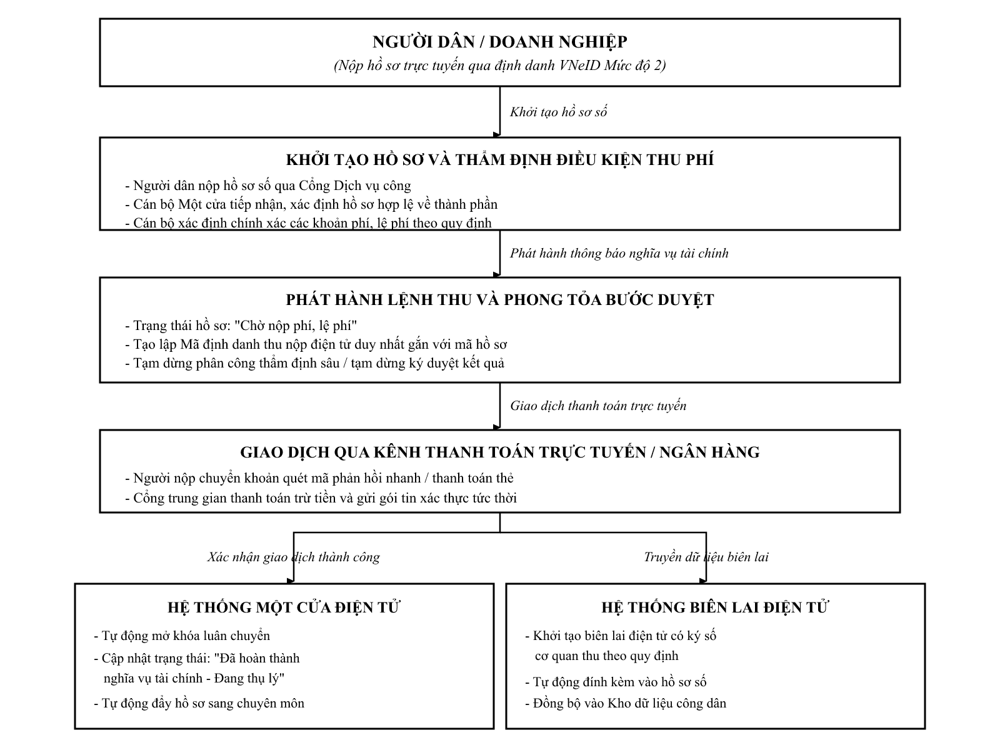 NGƯỜI DÂN / DOANH NGHIỆP
(Nộp hồ sơ trực tuyến qua định danh VNeID Mức độ 2)
Khởi tạo hồ sơ số
KHỞI TẠO HỒ SƠ VÀ THẨM ĐỊNH ĐIỀU KIỆN THU PHÍ
- Người dân nộp hồ sơ số qua Cổng Dịch vụ công
- Cán bộ Một cửa tiếp nhận, xác định hồ sơ hợp lệ về thành phần
- Cán bộ xác định chính xác các khoản phí, lệ phí theo quy định
Phát hành thông báo nghĩa vụ tài chính
PHÁT HÀNH LỆNH THU VÀ PHONG TỎA BƯỚC DUYỆT
- Trạng thái hồ sơ: "Chờ nộp phí, lệ phí"
- Tạo lập Mã định danh thu nộp điện tử duy nhất gắn với mã hồ sơ
- Tạm dừng phân công thẩm định sâu / tạm dừng ký duyệt kết quả
Giao dịch thanh toán trực tuyến
GIAO DỊCH QUA KÊNH THANH TOÁN TRỰC TUYẾN / NGÂN HÀNG
- Người nộp chuyển khoản quét mã phản hồi nhanh / thanh toán thẻ
- Cổng trung gian thanh toán trừ tiền và gửi gói tin xác thực tức thời
Xác nhận giao dịch thành công
Truyền dữ liệu biên lai
HỆ THỐNG MỘT CỬA ĐIỆN TỬ
- Tự động mở khóa luân chuyển
- Cập nhật trạng thái: "Đã hoàn thành
nghĩa vụ tài chính - Đang thụ lý"
- Tự động đẩy hồ sơ sang chuyên môn
HỆ THỐNG BIÊN LAI ĐIỆN TỬ
- Khởi tạo biên lai điện tử có ký số
cơ quan thu theo quy định
- Tự động đính kèm vào hồ sơ số
- Đồng bộ vào Kho dữ liệu công dân